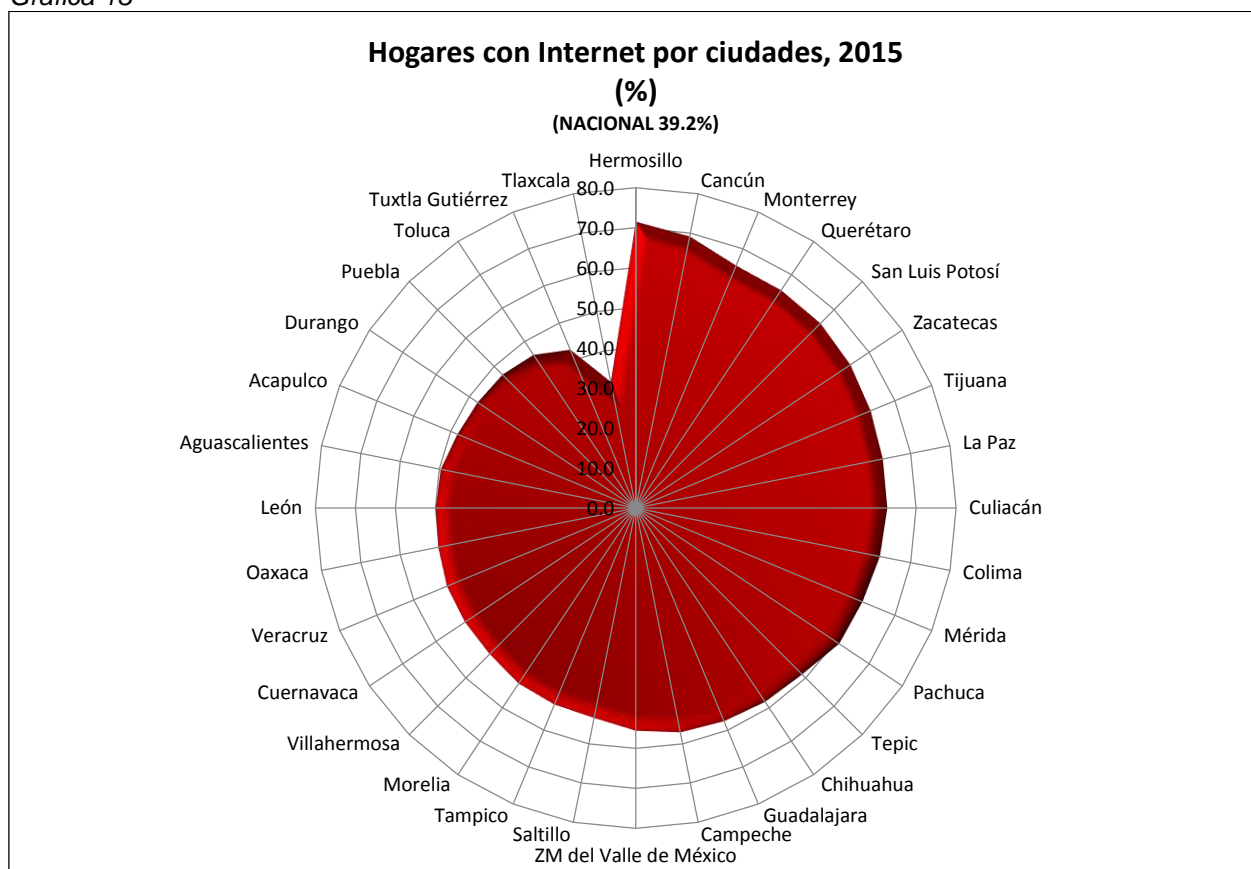 Hogares con Internet por ciudades, 2015
(%)
(NACIONAL 39.2%)
Hermosillo
Cancún
Monterrey
Querétaro
San Luis Potosí
Zacatecas
Tijuana
La Paz
Culiacán
Colima
Mérida
Pachuca
Tepic
Chihuahua
Guadalajara
Campeche
ZM del Valle de México
Saltillo
Tampico
Morelia
Villahermosa
Cuernavaca
Veracruz
Oaxaca
León
Aguascalientes
Acapulco
Durango
Puebla
Toluca
Tuxtla Gutiérrez
Tlaxcala
80.0
70.0
60.0
50.0
40.0
30.0
20.0
10.0
0.0